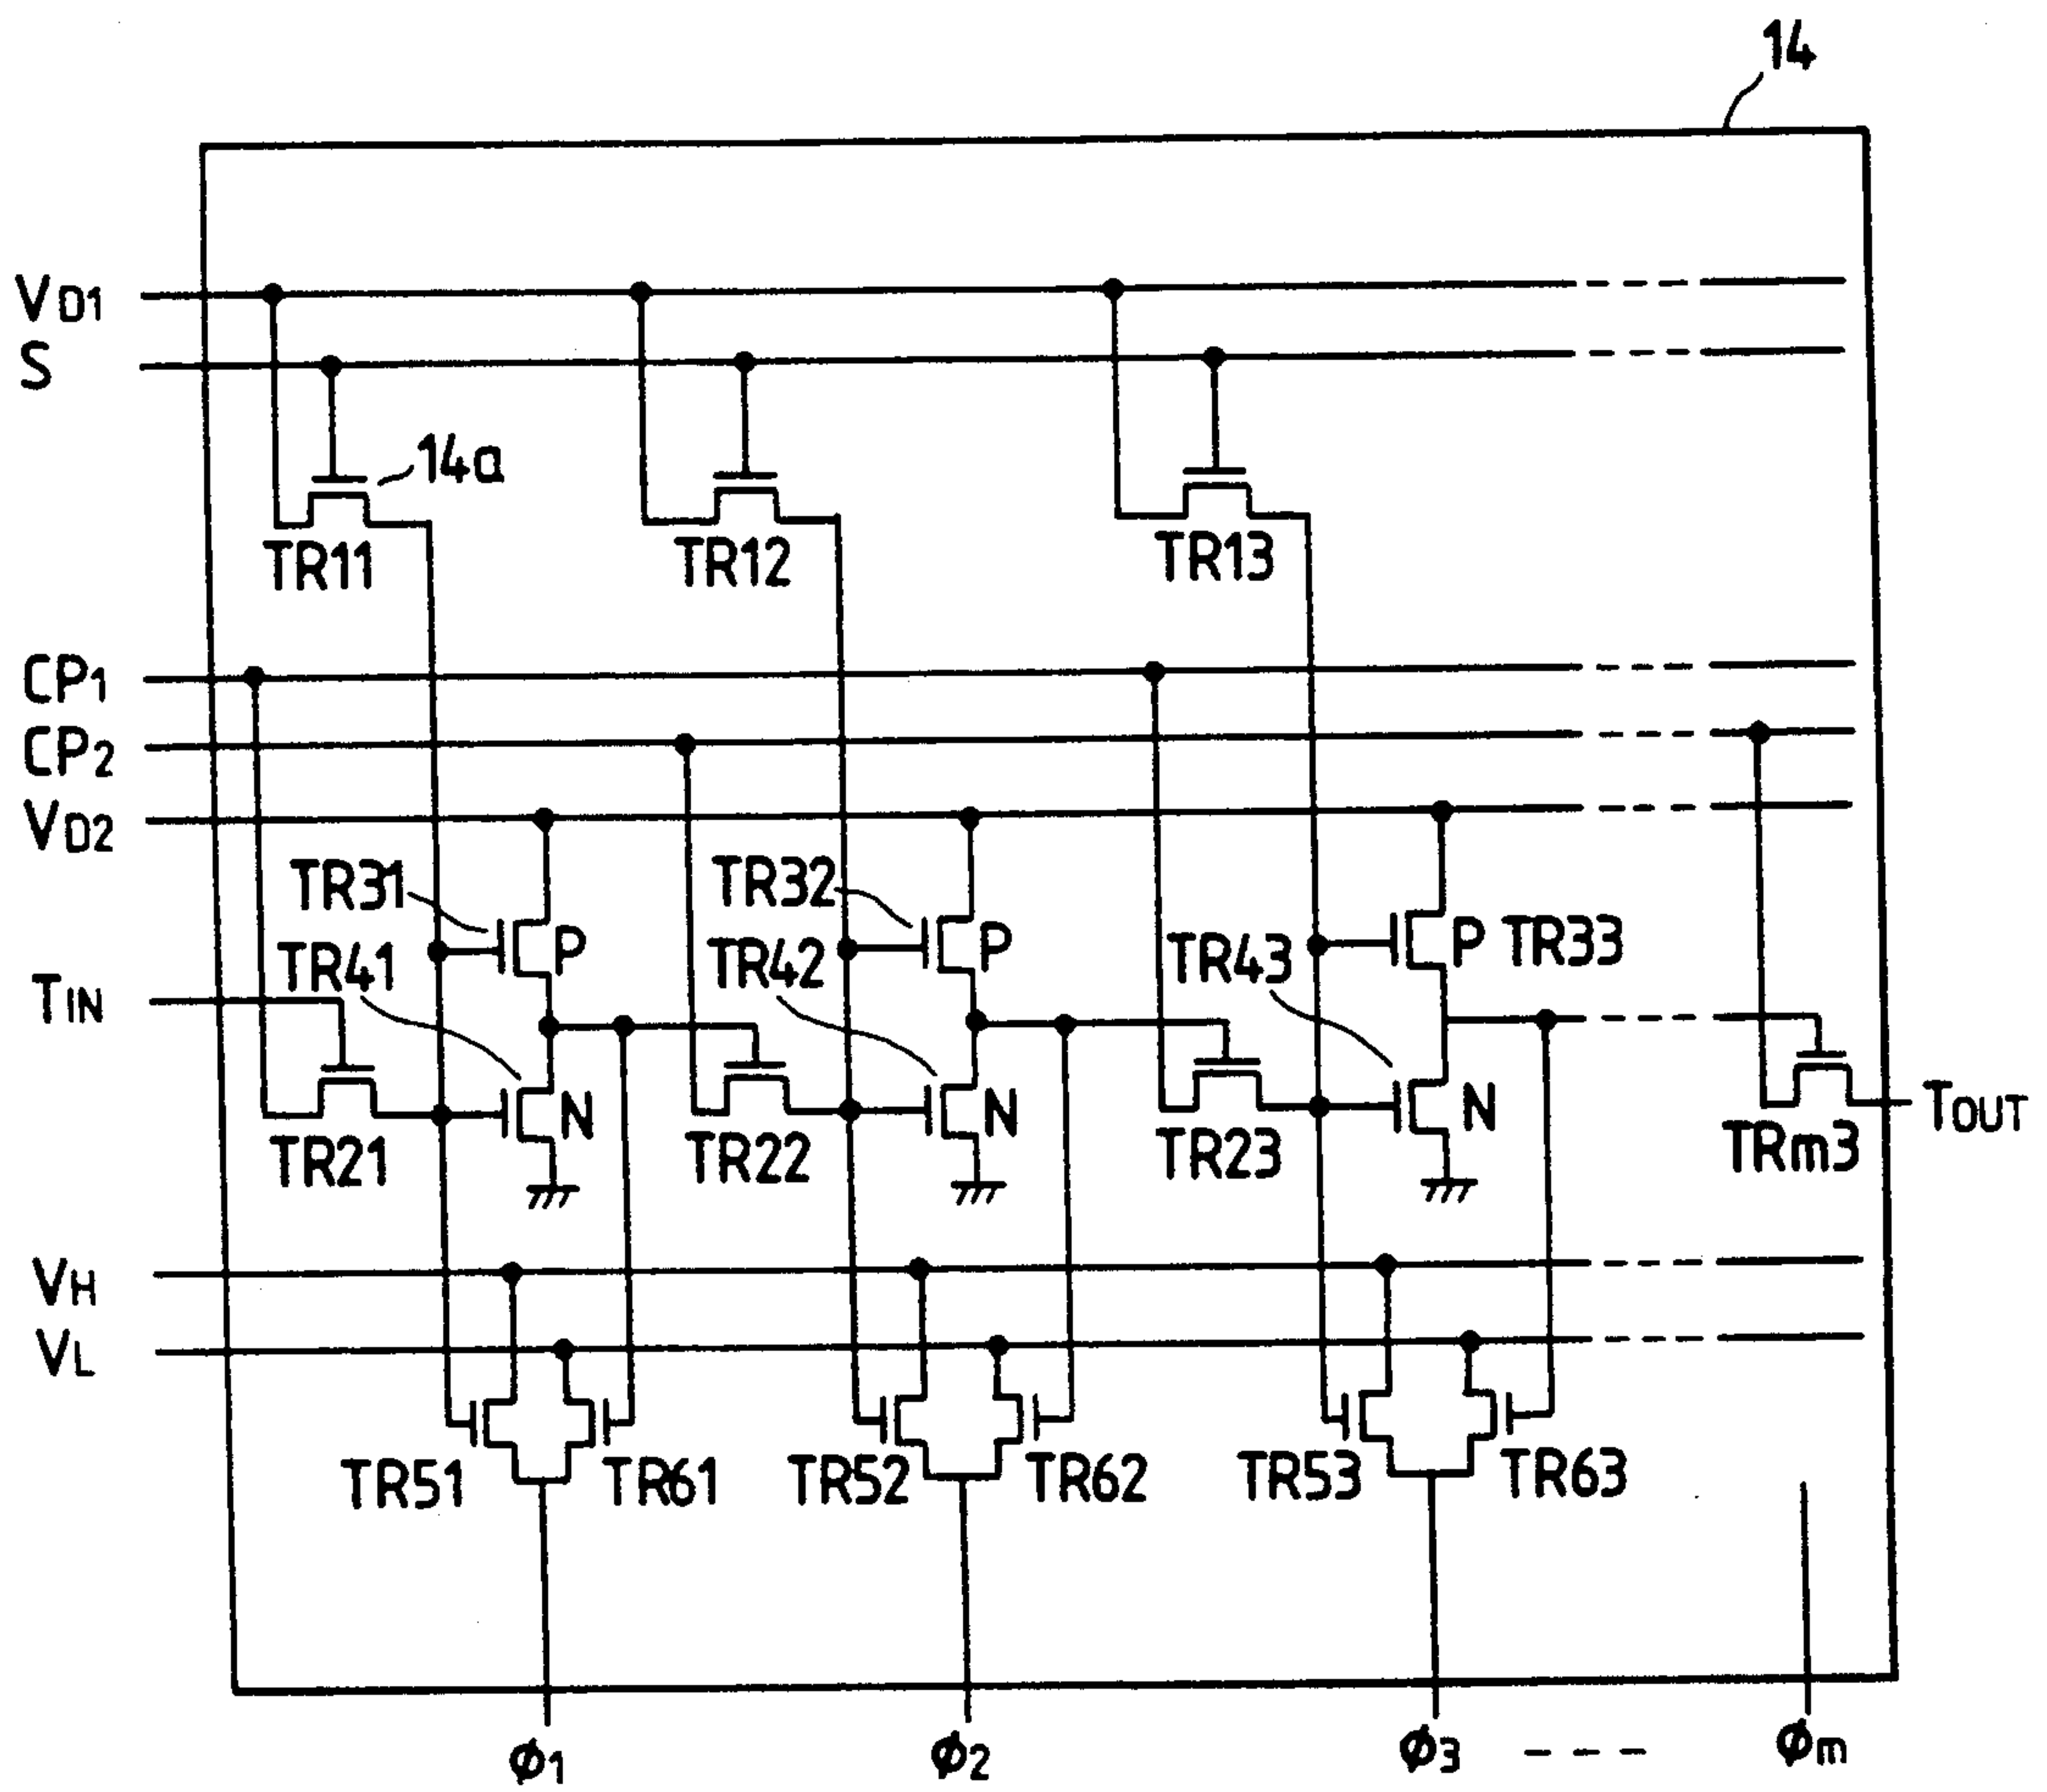 14
VD1
S
14a
TR11
TR12
TR13
CP1
CP2
VD2
TR31
TR32
P
P
P TR33
TR41
TR42
TR43
TIN
N
N
N
TOUT
TR21
TR22
TR23
TRm3
VH
VL
TR51
TR61
TR52
TR62
TR53
TR63
φ1
φ2
φ3
φm